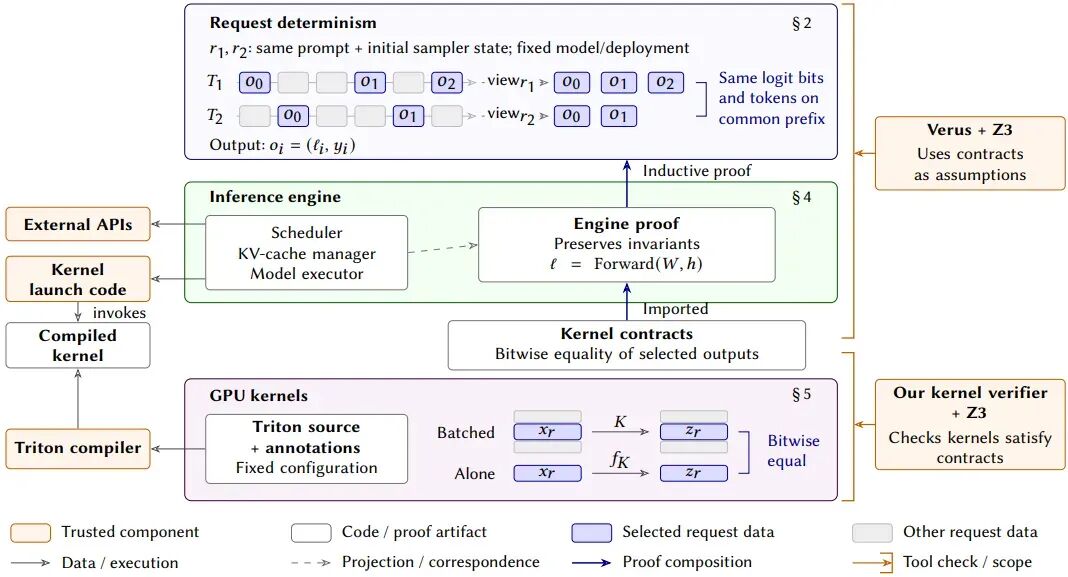 Request determinism § 2
r1, r2: same prompt + initial sampler state; fixed model/deployment
T1 o0 o1 o2 viewr1 o0 o1 o2
T2 o0 o1 viewr2 o0 o1
Same logit bits
and tokens on
common prefix
Output: oi = (ℓi, yi)
Verus + Z3
Uses contracts
as assumptions
Inductive proof
Inference engine § 4
External APIs
Kernel
launch code
Scheduler
KV-cache manager
Model executor
Engine proof
Preserves invariants
ℓ = Forward(W, h)
invokes
Imported
Compiled
kernel
Kernel contracts
Bitwise equality of selected outputs
GPU kernels § 5
Triton compiler
Triton source
+ annotations
Fixed configuration
Batched xr K zr
Alone xr fK zr
Bitwise
equal
Our kernel verifier
+ Z3
Checks kernels satisfy
contracts
Trusted component
Code / proof artifact
Selected request data
Other request data
Data / execution
Projection / correspondence
Proof composition
Tool check / scope